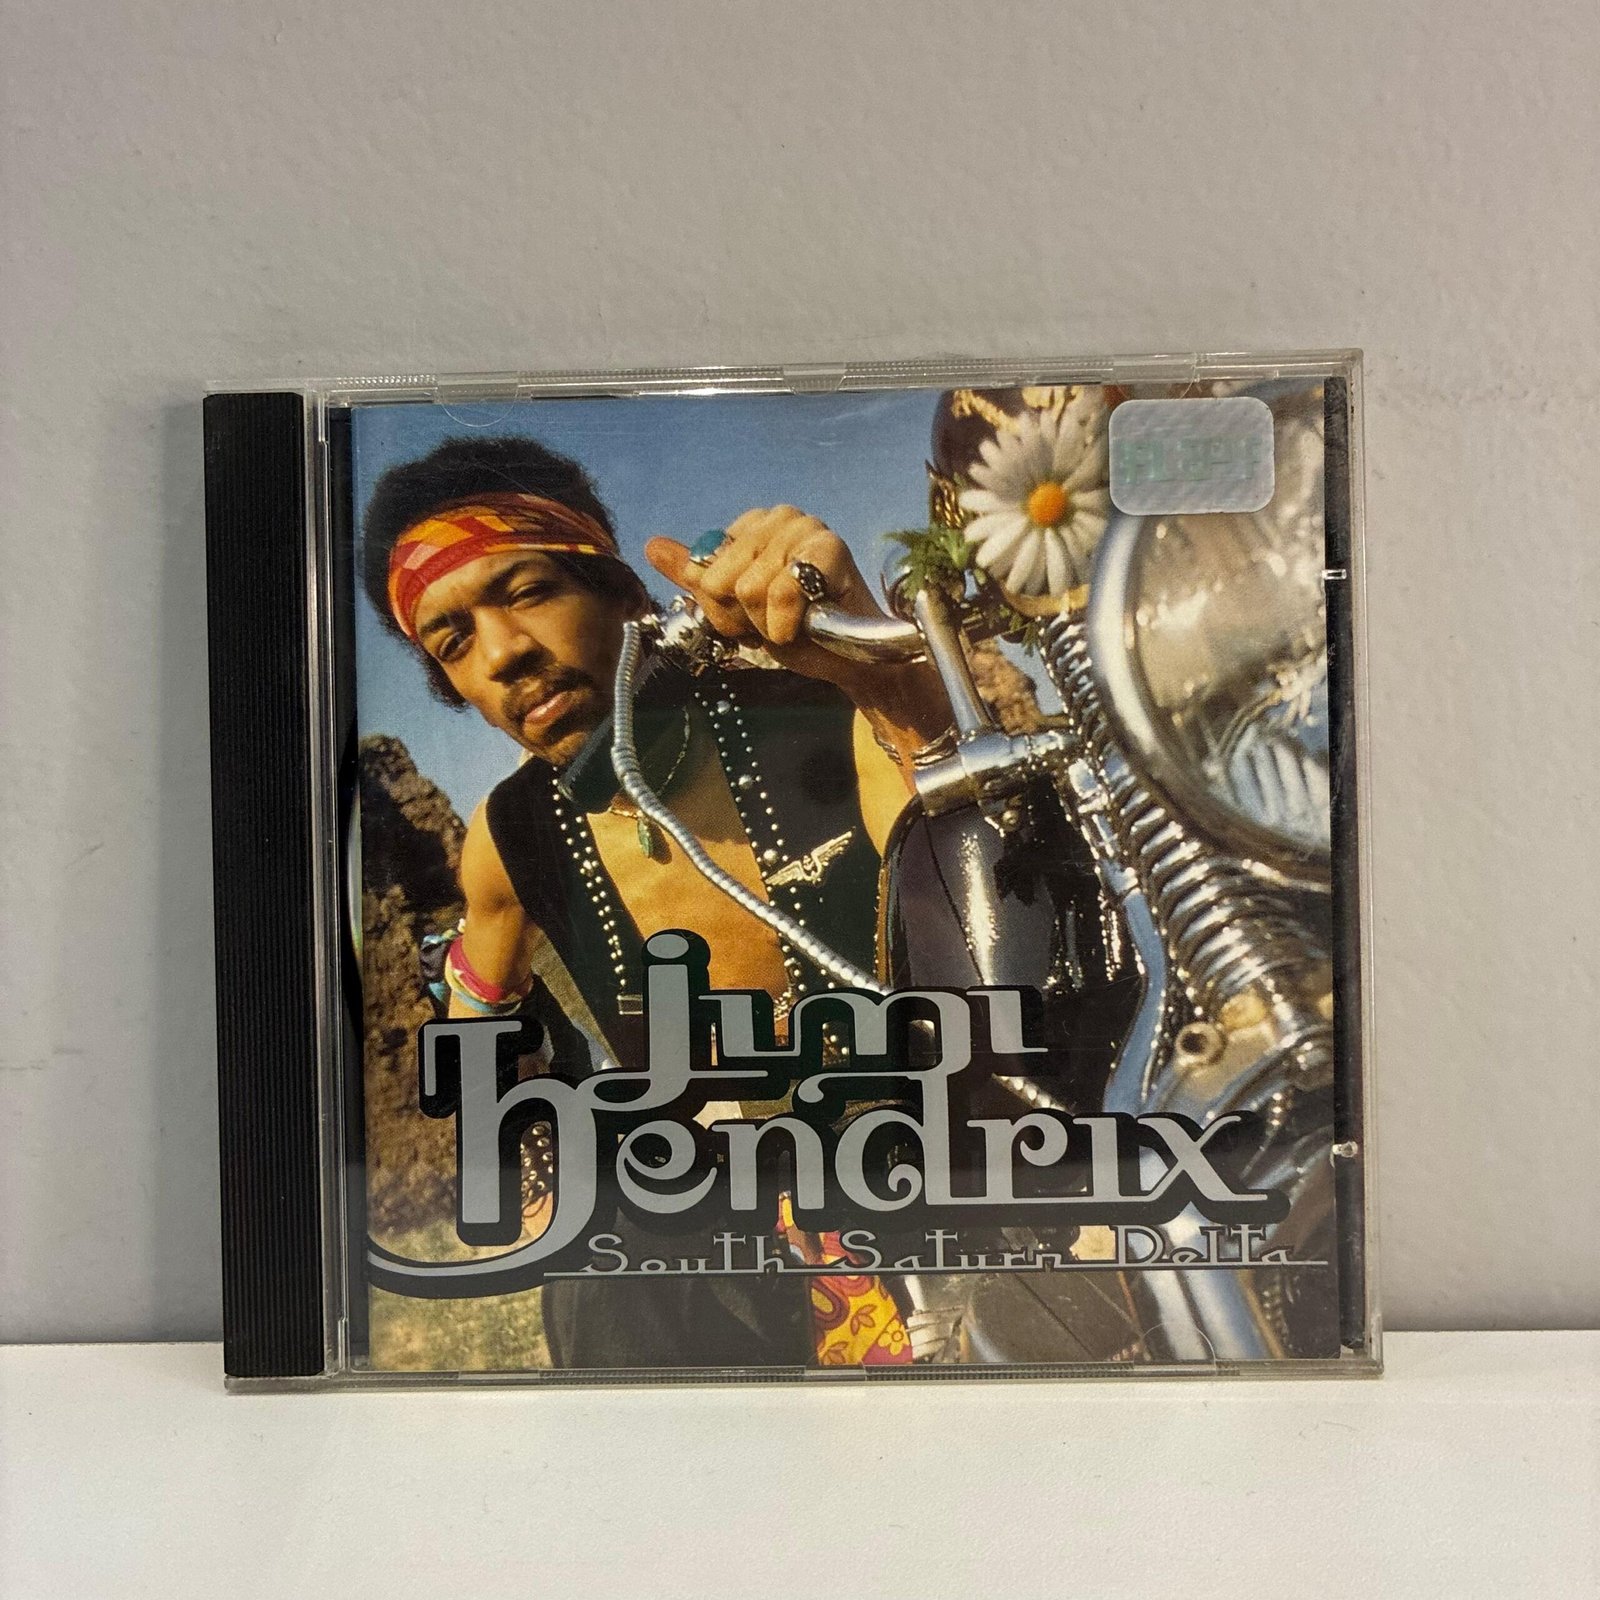 jimi
hendrix
South Saturn Delta